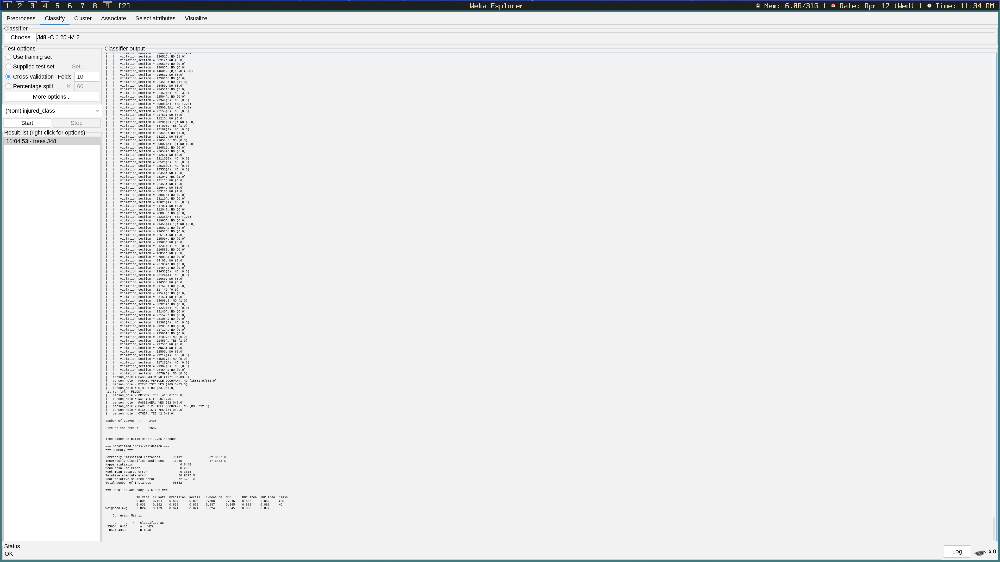 1 2 3 4 5 6 7 8 9 [2] Weka Explorer Mem: 6.0G/31G | Date: Apr 12 (Wed) | Time: 11:34 AM
Preprocess Classify Cluster Associate Select attributes Visualize
Classifier
Choose J48 -C 0.25 -M 2
Test options
Use training set
Supplied test set Set...
Cross-validation Folds 10
Percentage split % 66
More options...
(Nom) injured_class
Start Stop
Result list (right-click for options)
11:04:53 - trees.J48
Classifier output
| | violation_section = 20001(A): YES (1.0)
| | violation_section = 22651C: NO (1.0)
| | violation_section = 38312: NO (0.0)
| | violation_section = 22651F: NO (0.0)
| | violation_section = 29003A: NO (0.0)
| | violation_section = 14601.5(B): NO (0.0)
| | violation_section = 21951: NO (0.0)
| | violation_section = 27501B: NO (0.0)
| | violation_section = 22451B: NO (11.0)
| | violation_section = 26450: NO (0.0)
| | violation_section = 22451A: NO (3.0)
| | violation_section = 22450(B): NO (3.0)
| | violation_section = 22504A: NO (0.0)
| | violation_section = 22349(B): NO (0.0)
| | violation_section = 20003(A): YES (2.0)
| | violation_section = 16500.5A1: NO (0.0)
| | violation_section = 23153(B): NO (0.0)
| | violation_section = 21751: NO (0.0)
| | violation_section = 21210: NO (0.0)
| | violation_section = 21201(D)(1): NO (0.0)
| | violation_section = 84.09B: YES (1.0)
| | violation_section = 23109(A): NO (0.0)
| | violation_section = 22348C: NO (1.0)
| | violation_section = 23127: NO (0.0)
| | violation_section = 22655.5: NO (0.0)
| | violation_section = 20002(A)(1): NO (0.0)
| | violation_section = 22651G: NO (0.0)
| | violation_section = 22658A: NO (0.0)
| | violation_section = 21253: NO (0.0)
| | violation_section = 22110(B): NO (0.0)
| | violation_section = 22526(D): NO (0.0)
| | violation_section = 22526(C): NO (0.0)
| | violation_section = 23550(A): NO (0.0)
| | violation_section = 22456: NO (0.0)
| | violation_section = 23104: YES (1.0)
| | violation_section = 23115: NO (0.0)
| | violation_section = 22453: NO (0.0)
| | violation_section = 21964: NO (0.0)
| | violation_section = 38316: NO (1.0)
| | violation_section = 2800.4: NO (0.0)
| | violation_section = 23110A: NO (0.0)
| | violation_section = 16020(A): NO (0.0)
| | violation_section = 21701: NO (0.0)
| | violation_section = 21204B: NO (0.0)
| | violation_section = 2800.3: NO (0.0)
| | violation_section = 21235(A): YES (1.0)
| | violation_section = 21960A: NO (0.0)
| | violation_section = 21458(A)(1): NO (0.0)
| | violation_section = 22502A: NO (0.0)
| | violation_section = 22651B: NO (0.0)
| | violation_section = 22515: NO (0.0)
| | violation_section = 22500H: NO (0.0)
| | violation_section = 21963: NO (0.0)
| | violation_section = 21235(C): NO (0.0)
| | violation_section = 21658B: NO (0.0)
| | violation_section = 10851: NO (0.0)
| | violation_section = 27801A: NO (0.0)
| | violation_section = 84.05: NO (0.0)
| | violation_section = 26708A: NO (0.0)
| | violation_section = 21454C: NO (0.0)
| | violation_section = 22653(B): NO (0.0)
| | violation_section = 23124(A): NO (0.0)
| | violation_section = 21660: NO (0.0)
| | violation_section = 22650: NO (0.0)
| | violation_section = 21752D: NO (0.0)
| | violation_section = 31: NO (0.0)
| | violation_section = 215(A): NO (0.0)
| | violation_section = 23153: NO (0.0)
| | violation_section = 24008.5: NO (1.0)
| | violation_section = 38320A: NO (0.0)
| | violation_section = 21229(B): NO (0.0)
| | violation_section = 23140A: NO (0.0)
| | violation_section = 23152C: NO (0.0)
| | violation_section = 23105A: NO (0.0)
| | violation_section = 21367(A): NO (0.0)
| | violation_section = 21200B: NO (0.0)
| | violation_section = 21712A: NO (0.0)
| | violation_section = 22500I: NO (0.0)
| | violation_section = 21100.3: NO (0.0)
| | violation_section = 21456A: YES (1.0)
| | violation_section = 21753: NO (0.0)
| | violation_section = GANGS: NO (0.0)
| | violation_section = 12500: NO (0.0)
| | violation_section = 21212(A): NO (0.0)
| | violation_section = 34506.3: NO (0.0)
| | violation_section = 21718(A): NO (0.0)
| | violation_section = 21367(B): NO (0.0)
| | violation_section = 26454A: NO (0.0)
| | violation_section = 487H(A): NO (0.0)
| person_role = PASSENGER: NO (1771.0/583.0)
| person_role = PARKED VEHICLE OCCUPANT: NO (15831.0/365.0)
| person_role = BICYCLIST: YES (269.0/65.0)
| person_role = OTHER: NO (33.0/7.0)
hit_run_lvl = FELONY
| person_role = DRIVER: YES (415.0/135.0)
| person_role = NA: YES (92.0/17.0)
| person_role = PASSENGER: YES (52.0/9.0)
| person_role = PARKED VEHICLE OCCUPANT: NO (89.0/32.0)
| person_role = BICYCLIST: YES (34.0/2.0)
| person_role = OTHER: YES (2.0/1.0)
Number of Leaves : 2405
Size of the tree : 2607
Time taken to build model: 2.86 seconds
=== Stratified cross-validation ===
=== Summary ===
Correctly Classified Instances 79112 82.3637 %
Incorrectly Classified Instances 16940 17.6363 %
Kappa statistic 0.6449
Mean absolute error 0.253
Root mean squared error 0.3614
Relative absolute error 50.9597 %
Root relative squared error 72.528 %
Total Number of Instances 96052
=== Detailed Accuracy By Class ===
TP Rate FP Rate Precision Recall F-Measure MCC ROC Area PRC Area Class
0.808 0.164 0.807 0.808 0.808 0.645 0.888 0.856 YES
0.836 0.192 0.838 0.836 0.837 0.645 0.888 0.886 NO
Weighted Avg. 0.824 0.179 0.824 0.824 0.824 0.645 0.888 0.872
=== Confusion Matrix ===
a b <-- classified as
35604 8436 | a = YES
8504 43508 | b = NO
Status
OK
Log x 0